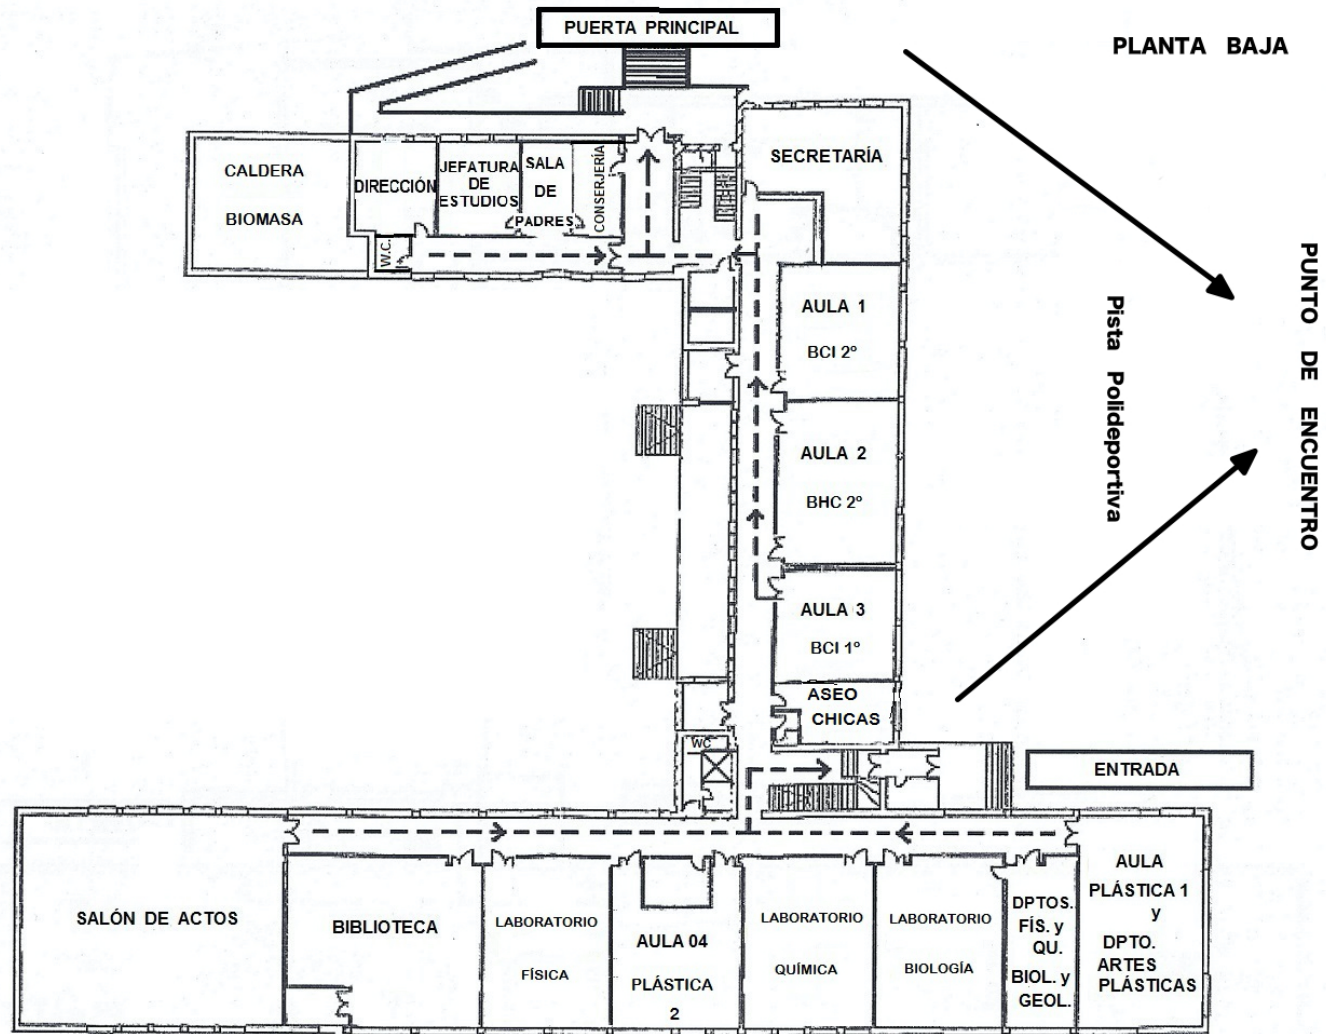 PUERTA PRINCIPAL
PLANTA BAJA
CALDERA
BIOMASA
DIRECCIÓN
JEFATURA
DE
ESTUDIOS
SALA
DE
PADRES
CONSERJERÍA
SECRETARÍA
W.C.
AULA 1
BCI 2º
AULA 2
BHC 2º
AULA 3
BCI 1º
ASEO
CHICAS
WC
Pista Polideportiva
PUNTO DE ENCUENTRO
ENTRADA
SALÓN DE ACTOS
BIBLIOTECA
LABORATORIO
FÍSICA
AULA 04
PLÁSTICA
2
LABORATORIO
QUÍMICA
LABORATORIO
BIOLOGÍA
DPTOS.
FÍS. y
QU.
BIOL. y
GEOL.
AULA
PLÁSTICA 1
y
DPTO.
ARTES
PLÁSTICAS